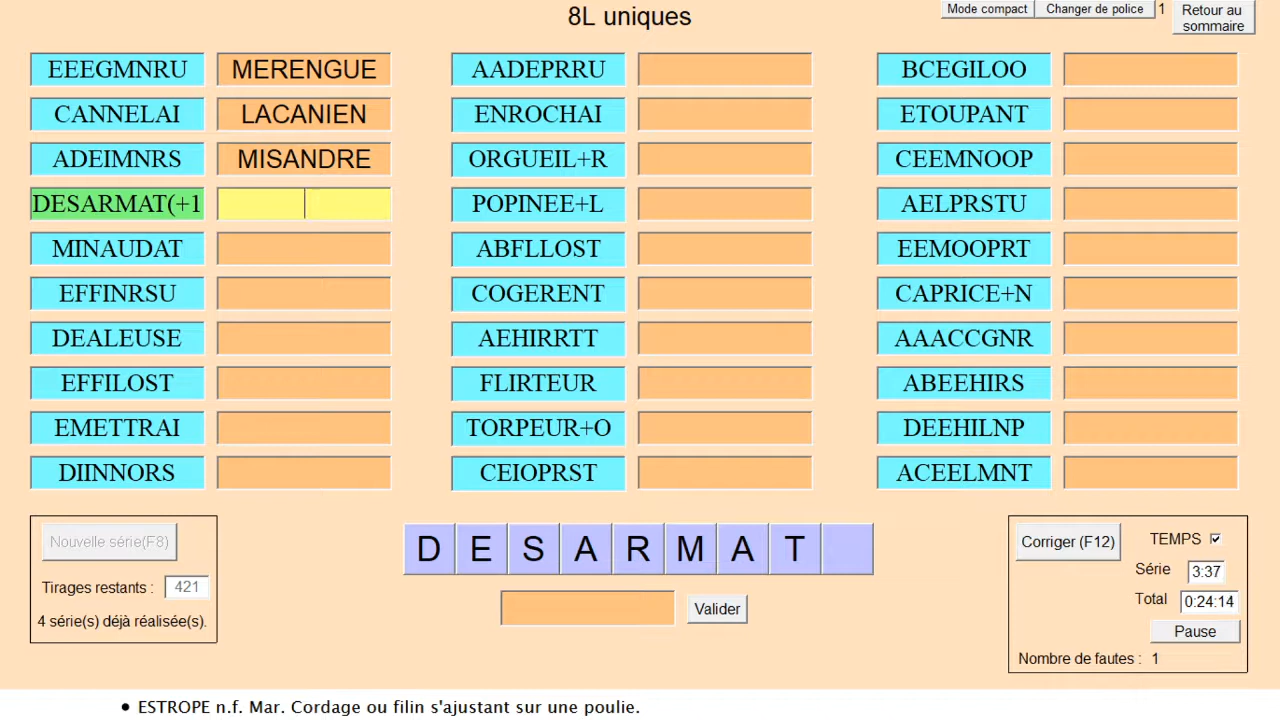 8L uniques
Mode compact
Changer de police
1
Retour au
sommaire
EEEGMNRU MERENGUE
CANNELAI LACANIEN
ADEIMNRS MISANDRE
DESARMAT(+1
MINAUDAT
EFFINRSU
DEALEUSE
EFFILOST
EMETTRAI
DIINNORS
AADEPRRU
ENROCHAI
ORGUEIL+R
POPINEE+L
ABFLLOST
COGERENT
AEHIRRTT
FLIRTEUR
TORPEUR+O
CEIOPRST
BCEGILOO
ETOUPANT
CEEMNOOP
AELPRSTU
EEMOOPRT
CAPRICE+N
AAACCGNR
ABEEHIRS
DEEHILNP
ACEELMNT
Nouvelle série(F8)
Tirages restants : 421
4 série(s) déjà réalisée(s).
D E S A R M A T
Valider
Corriger (F12)
TEMPS
Série 3:37
Total 0:24:14
Pause
Nombre de fautes : 1
• ESTROPE n.f. Mar. Cordage ou filin s'ajustant sur une poulie.